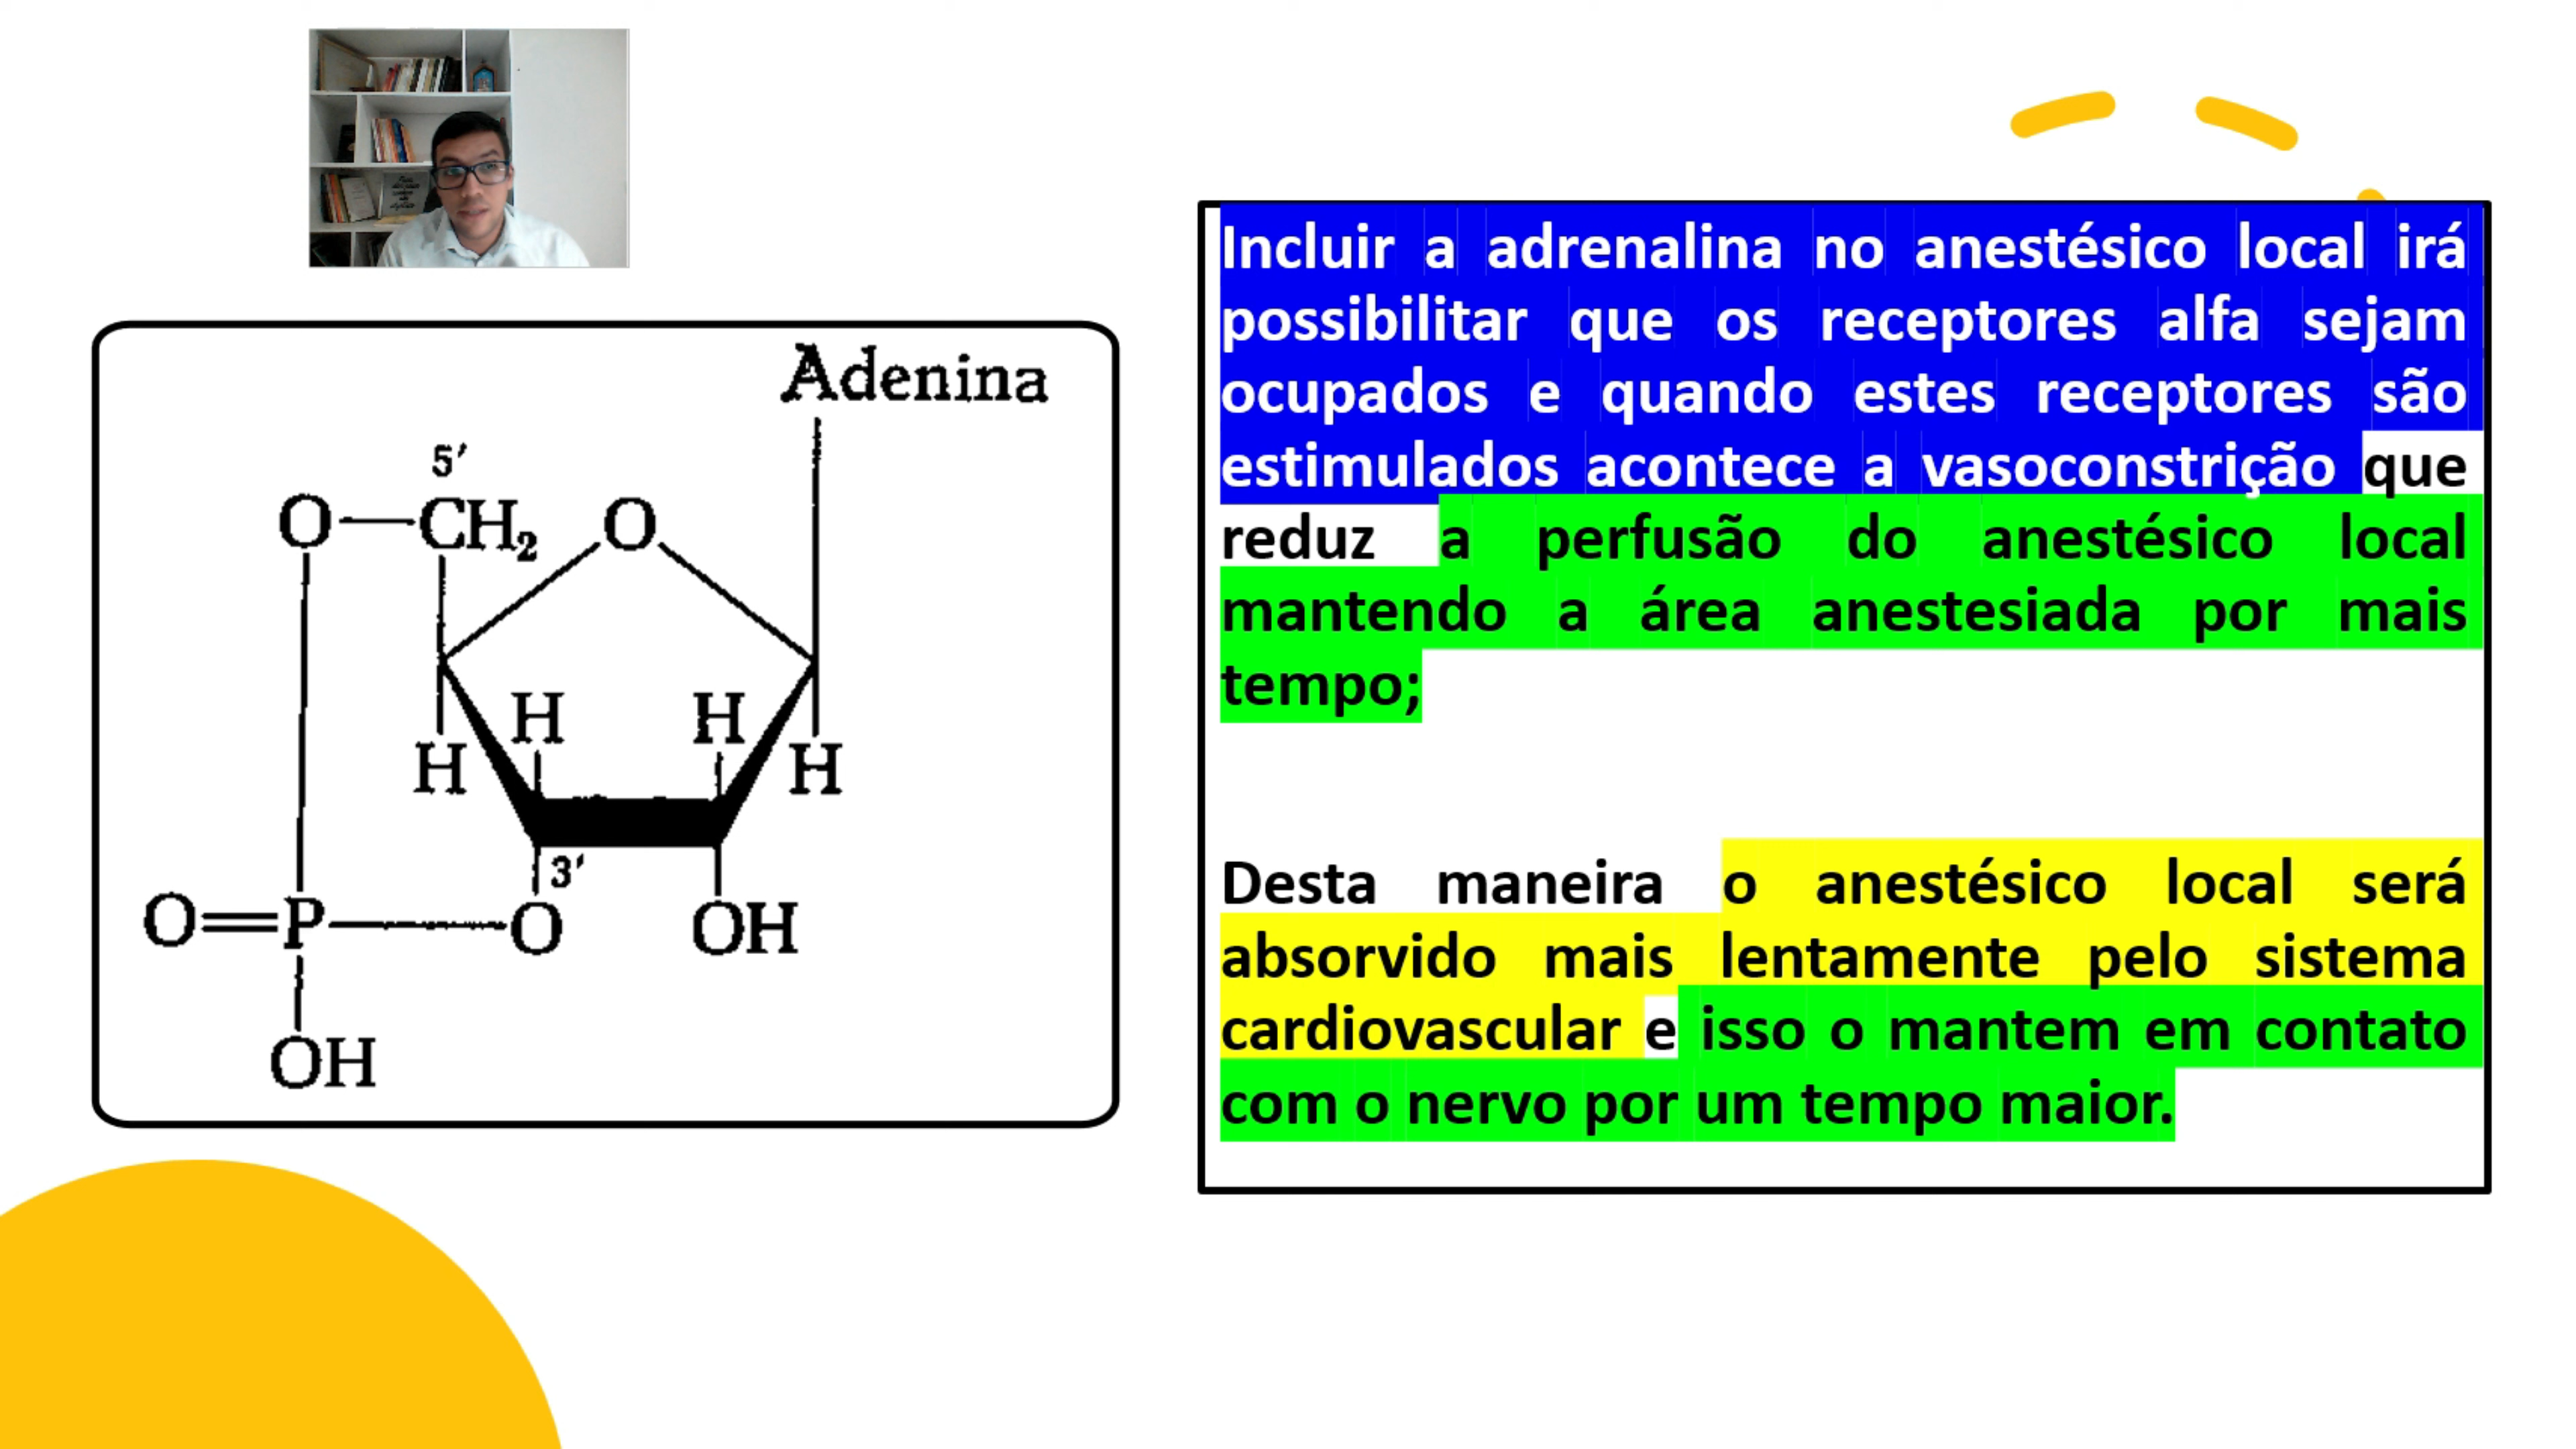 Adenina
5′
O CH₂ O
H H
H H
3′
O=P O OH
OH
Incluir a adrenalina no anestésico local irá
possibilitar que os receptores alfa sejam
ocupados e quando estes receptores são
estimulados acontece a vasoconstrição que
reduz a perfusão do anestésico local
mantendo a área anestesiada por mais
tempo;
Desta maneira o anestésico local será
absorvido mais lentamente pelo sistema
cardiovascular e isso o mantem em contato
com o nervo por um tempo maior.